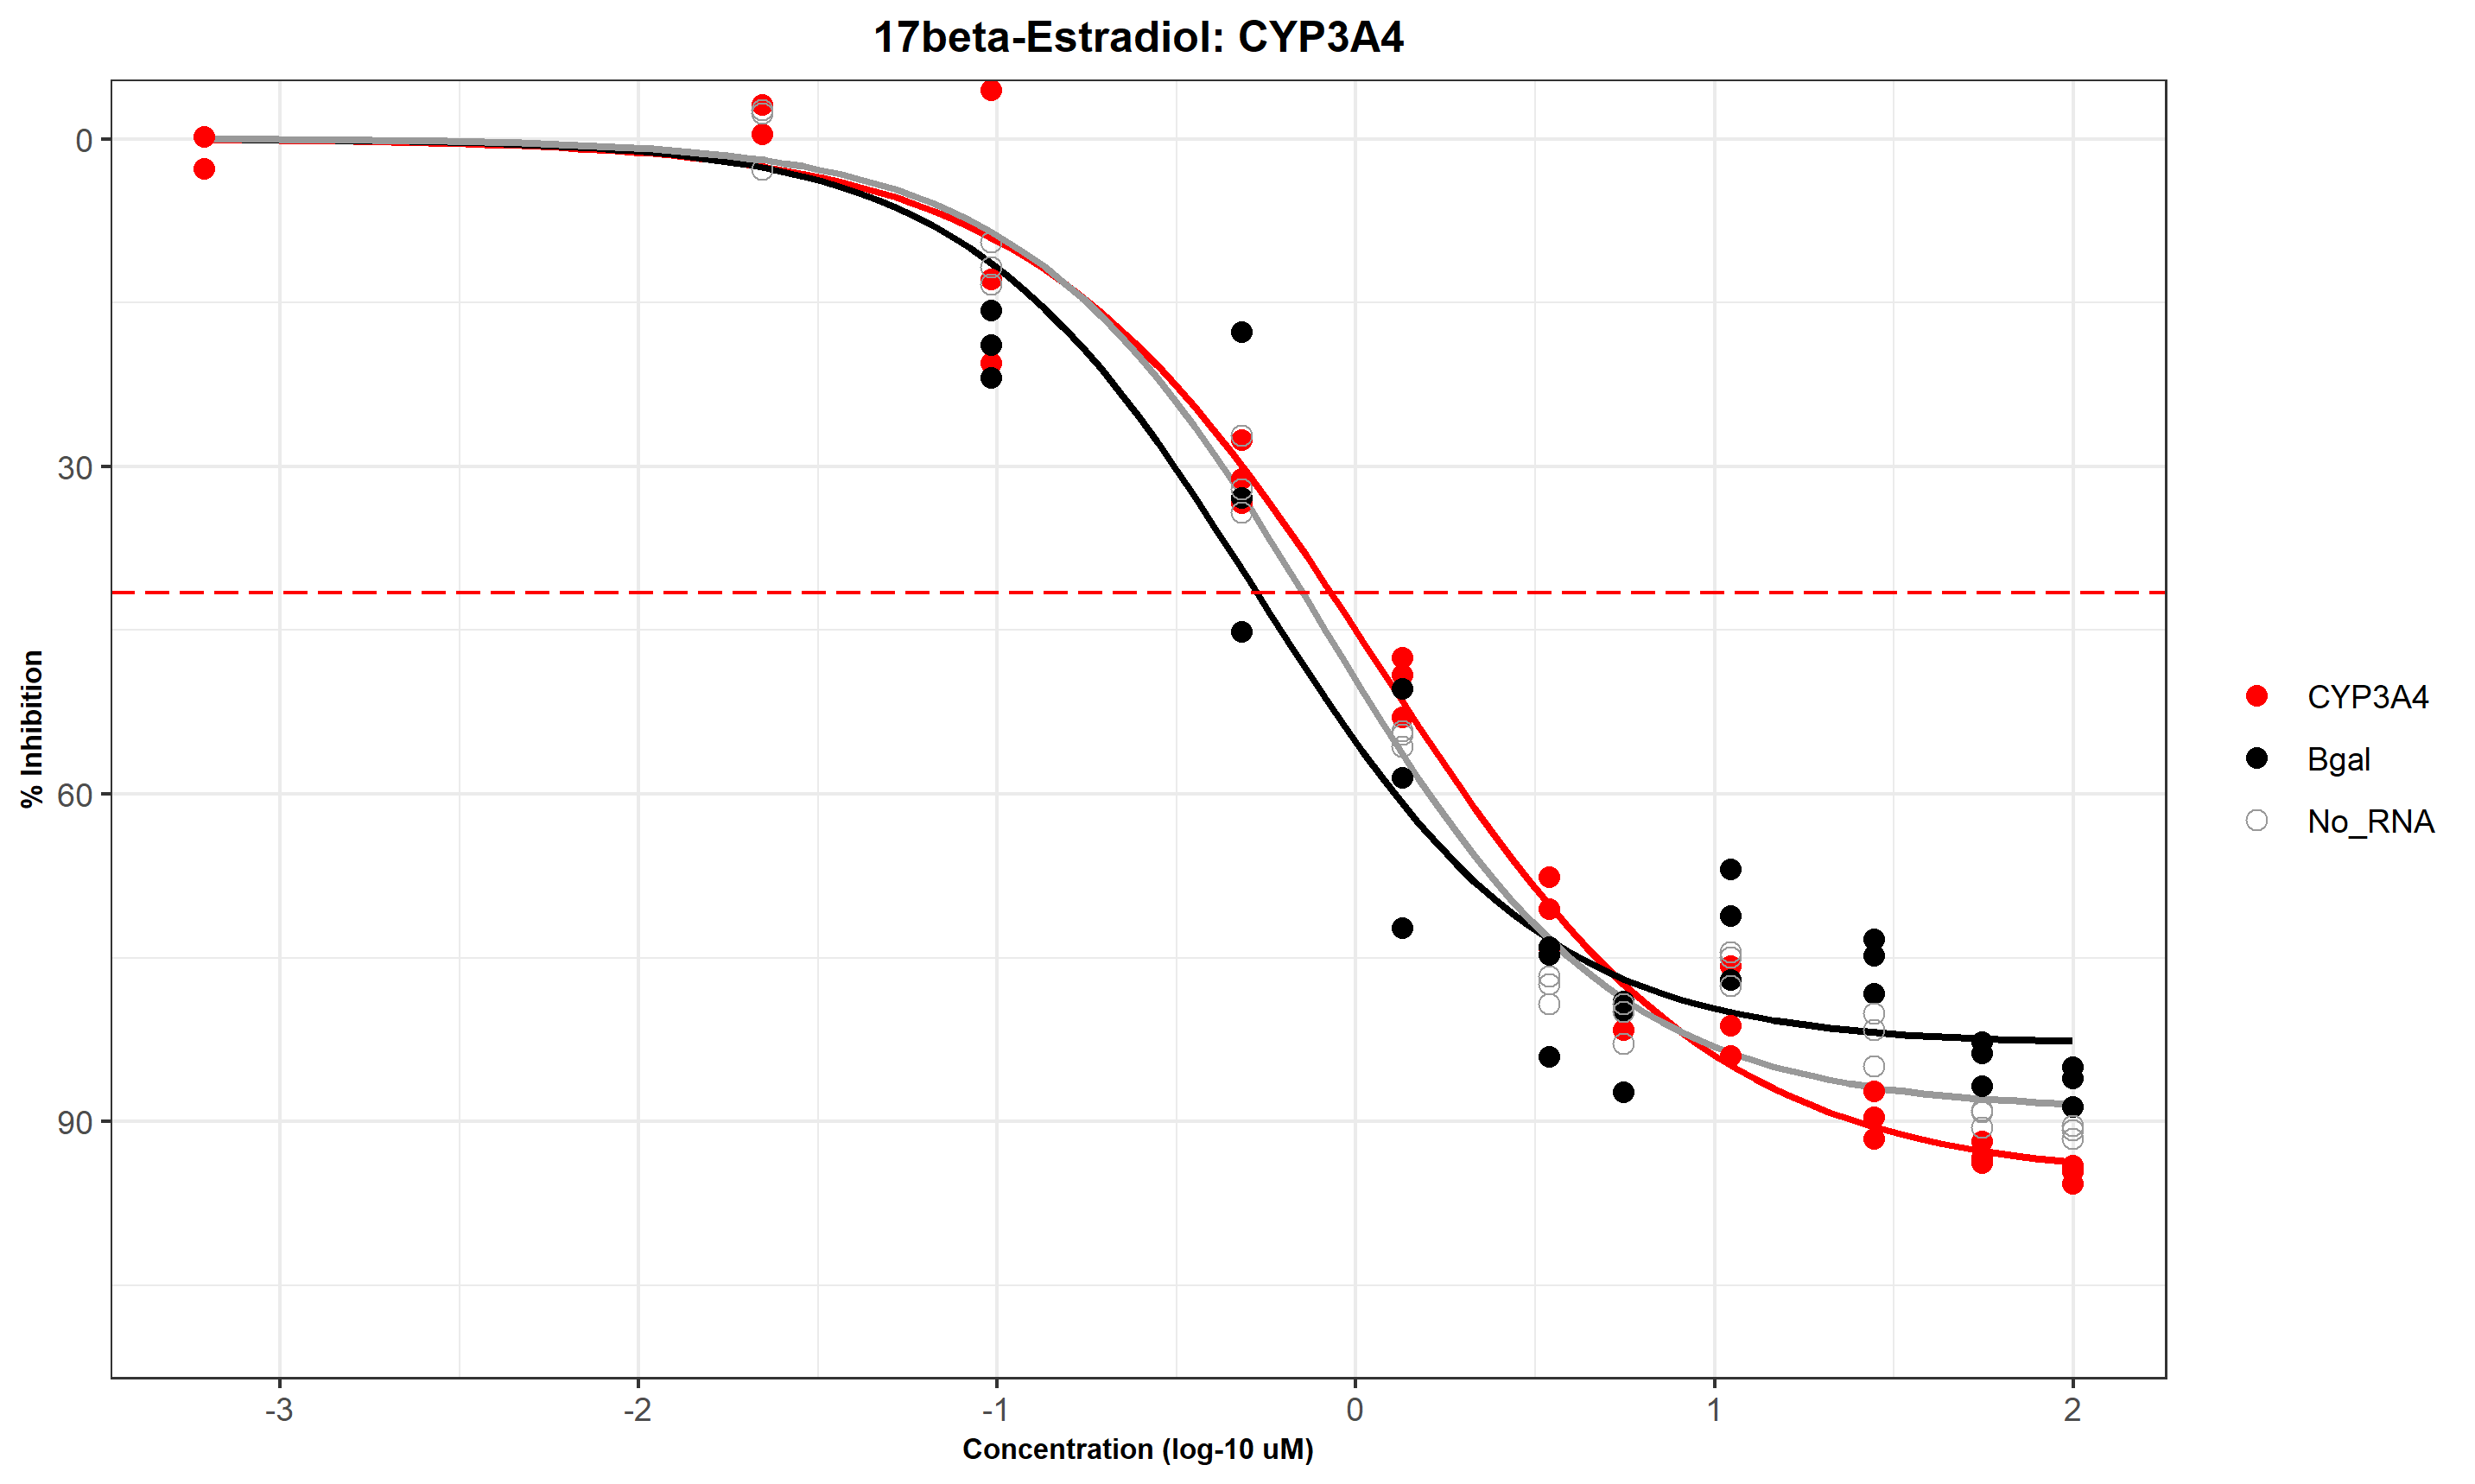 17beta-Estradiol: CYP3A4
% Inhibition
0
30
60
90
-3
-2
-1
0
1
2
Concentration (log-10 uM)
CYP3A4
Bgal
No_RNA